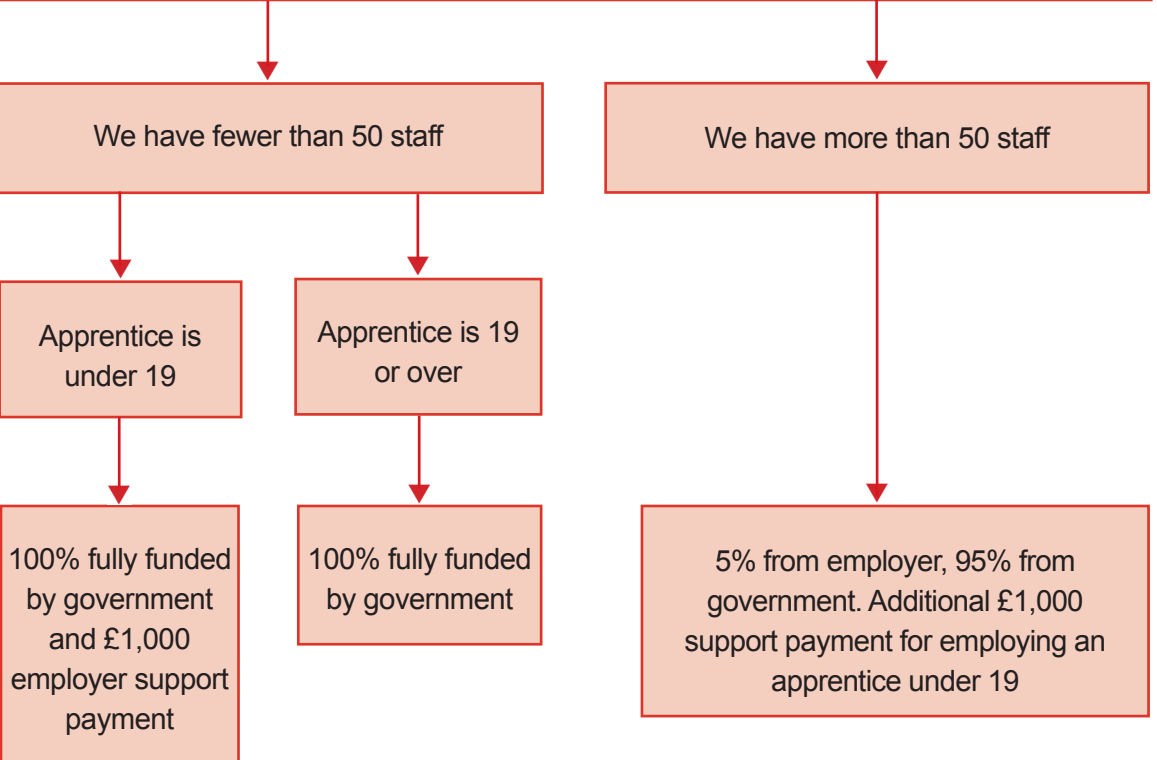 We have fewer than 50 staff
We have more than 50 staff
Apprentice is
under 19
Apprentice is 19
or over
100% fully funded
by government
and £1,000
employer support
payment
100% fully funded
by government
5% from employer, 95% from
government. Additional £1,000
support payment for employing an
apprentice under 19